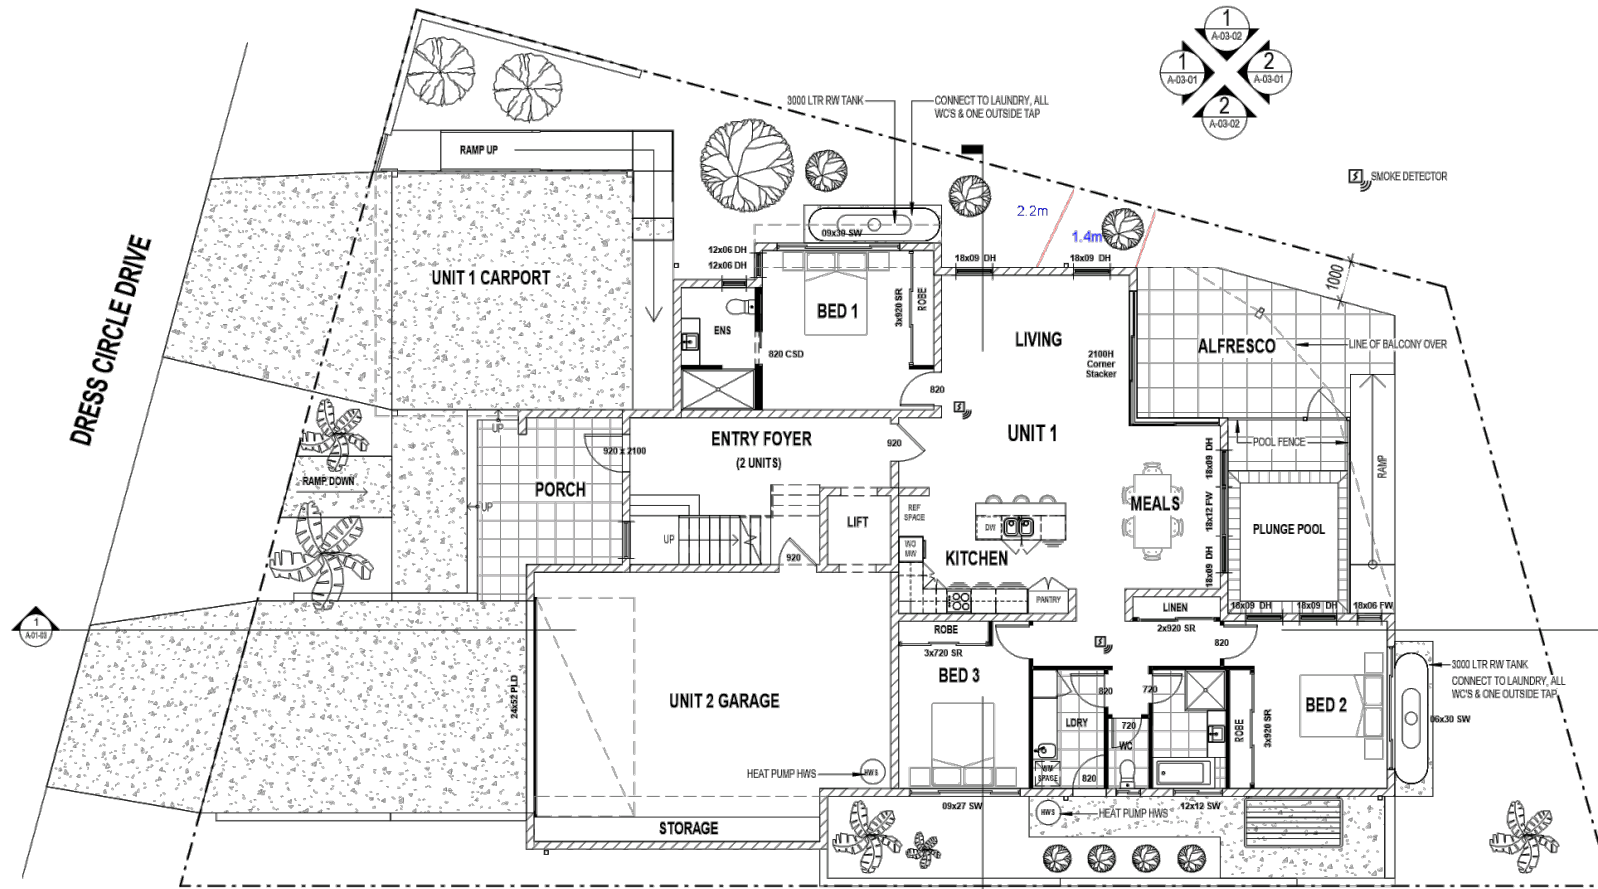 1
A-03-02
1
A-03-01
2
A-03-01
2
A-03-02
3000 LTR RW TANK
CONNECT TO LAUNDRY, ALL
WC'S & ONE OUTSIDE TAP
RAMP UP
SMOKE DETECTOR
2.2m
1.4m
09x30 SW
12x06 DH
12x06 DH
18x09 DH
18x09 DH
1000
DRESS CIRCLE DRIVE
UNIT 1 CARPORT
BED 1
3x920 SR
ROBE
ENS
820 CSD
820
LIVING
2100H
Corner
Stacker
ALFRESCO
LINE OF BALCONY OVER
UP
ENTRY FOYER
(2 UNITS)
920
920 x 2100
UNIT 1
POOL FENCE
18x09 DH
RAMP
RAMP DOWN
PORCH
UP
LIFT
REF
SPACE
DW
MEALS
18x12 FW
PLUNGE POOL
UP
920
WO
MW
KITCHEN
18x09 DH
PANTRY
LINEN
18x09 DH
18x09 DH
18x06 FW
1
A-01-03
ROBE
2x920 SR
820
3x720 SR
BED 3
3000 LTR RW TANK
CONNECT TO LAUNDRY, ALL
WC'S & ONE OUTSIDE TAP
24x52 PLD
UNIT 2 GARAGE
820
720
LDRY
720
WC
ROBE
3x920 SR
BED 2
06x30 SW
HEAT PUMP HWS
HWS
WM
SPACE
820
09x27 SW
12x12 SW
HWS
HEAT PUMP HWS
STORAGE